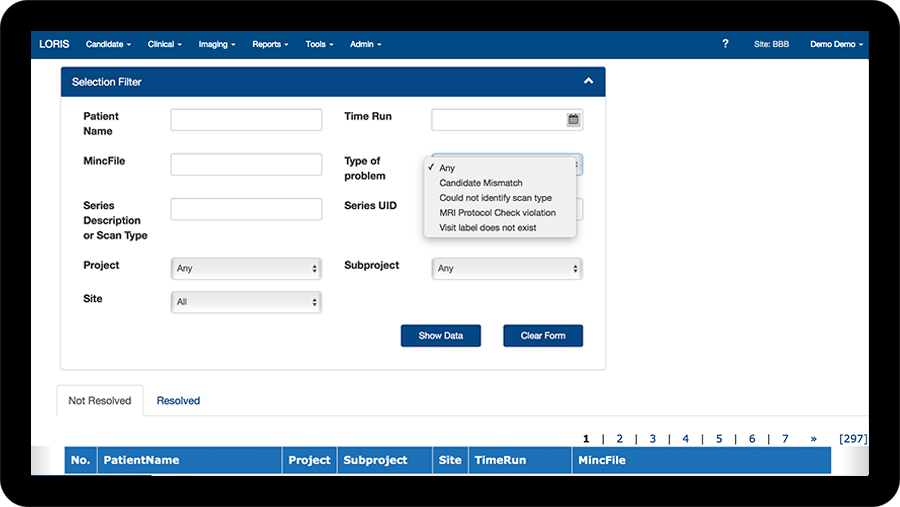 LORIS Candidate Clinical Imaging Reports Tools Admin ? Site: BBB Demo Demo
Selection Filter
Patient
Name
Time Run
MincFile
Type of
problem
✓ Any
Candidate Mismatch
Could not identify scan type
MRI Protocol Check violation
Visit label does not exist
Series
Description
or Scan Type
Series UID
Project Any
Subproject Any
Site All
Show Data Clear Form
Not Resolved Resolved
1 | 2 | 3 | 4 | 5 | 6 | 7 » [297]
No. PatientName Project Subproject Site TimeRun MincFile